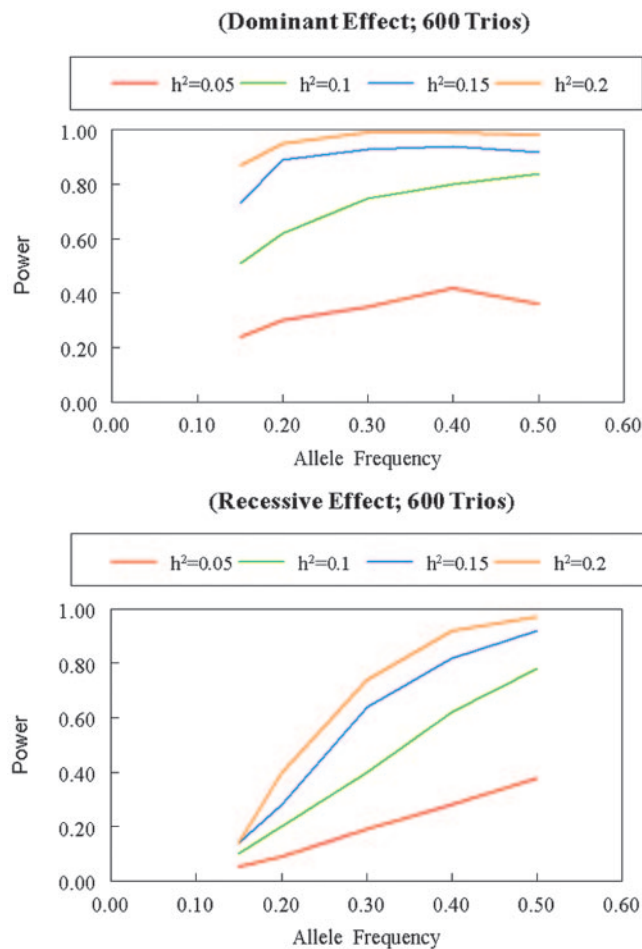 (Dominant Effect; 600 Trios)
h²=0.05 h²=0.1 h²=0.15 h²=0.2
1.00
0.80
0.60
0.40
0.20
0.00
Power
0.00 0.10 0.20 0.30 0.40 0.50 0.60
Allele Frequency
(Recessive Effect; 600 Trios)
h²=0.05 h²=0.1 h²=0.15 h²=0.2
1.00
0.80
0.60
0.40
0.20
0.00
Power
0.00 0.10 0.20 0.30 0.40 0.50 0.60
Allele Frequency